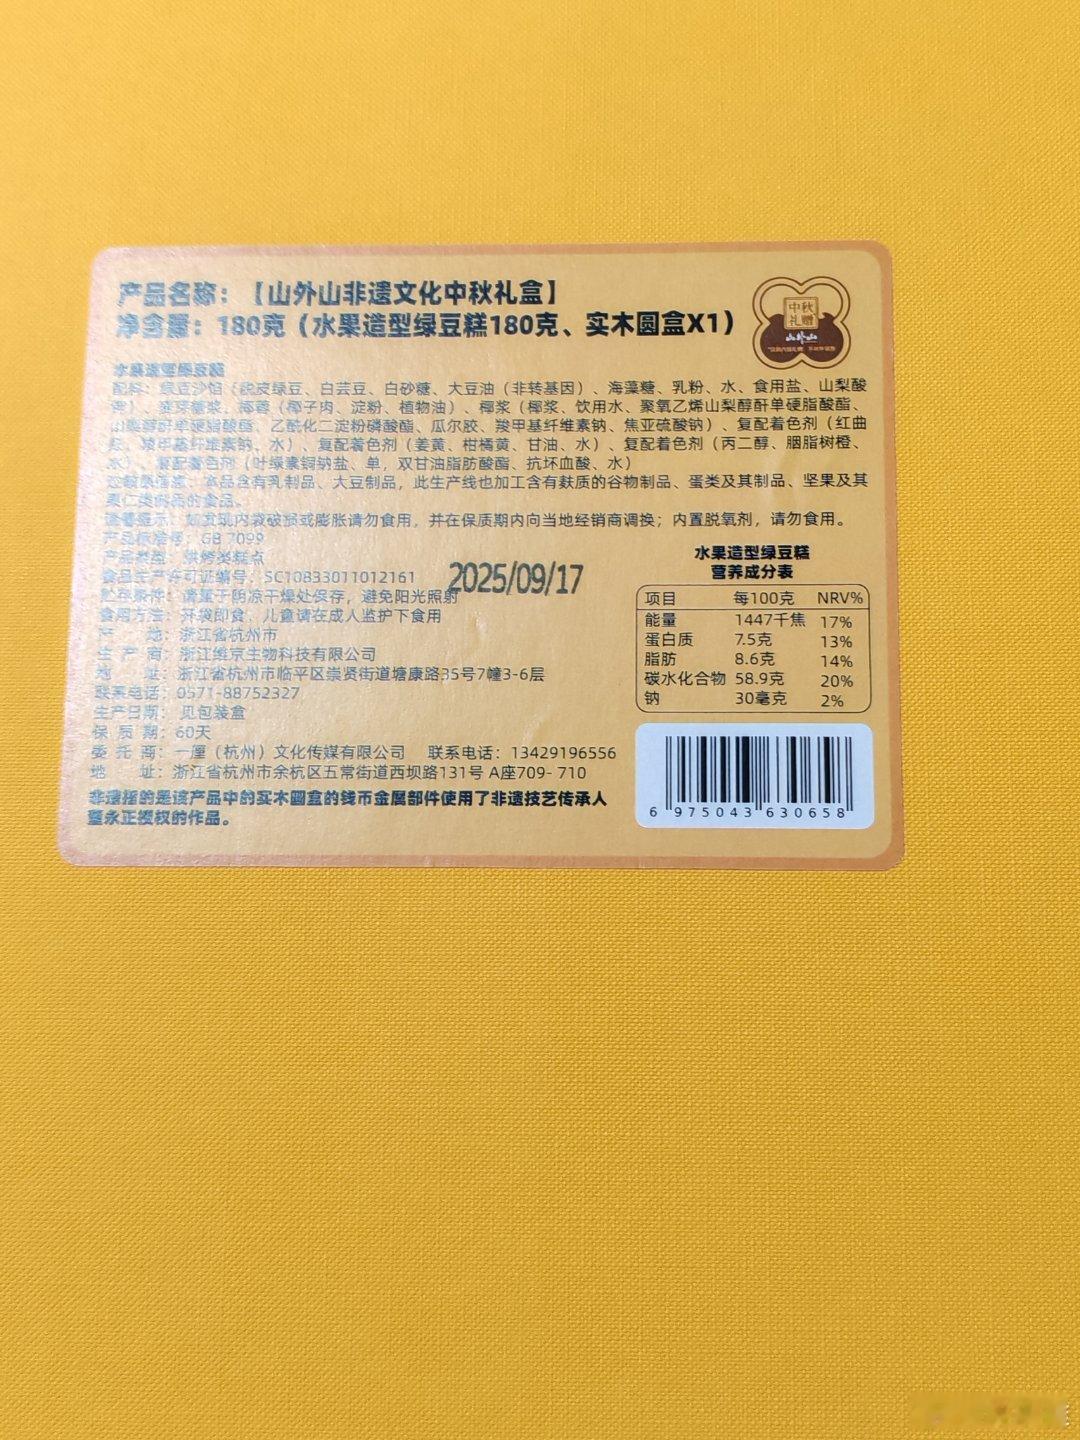 产品名称：【山外山非遗文化中秋礼盒】
净含量：180克（水果造型绿豆糕180克、实木圆盒X1）
中秋
礼赠
山外山
水果造型绿豆糕
配料：绿豆沙馅（脱皮绿豆、白芸豆、白砂糖、大豆油（非转基因）、海藻糖、乳粉、水、食用盐、山梨酸
钾）、麦芽糖浆、椰蓉（椰子肉、淀粉、植物油）、椰浆（椰浆、饮用水、聚氧乙烯山梨醇酐单硬脂酸酯、
山梨醇酐单硬脂酸酯、乙酰化二淀粉磷酸酯、瓜尔胶、羧甲基纤维素钠、焦亚硫酸钠）、复配着色剂（红曲
红、羧甲基纤维素钠、水）、复配着色剂（姜黄、柑橘黄、甘油、水）、复配着色剂（丙二醇、胭脂树橙、
水）、复配着色剂（叶绿素铜钠盐、单，双甘油脂肪酸酯、抗坏血酸、水）
过敏原信息：本品含有乳制品、大豆制品，此生产线也加工含有麸质的谷物制品、蛋类及其制品、坚果及其
果仁类制品的食品。
温馨提示：如发现内袋破损或膨胀请勿食用，并在保质期内向当地经销商调换；内置脱氧剂，请勿食用。
产品标准号：GB 7099
产品类型：烘烤类糕点
食品生产许可证编号：SC10833011012161
贮存条件：请置于阴凉干燥处保存，避免阳光照射
食用方法：开袋即食，儿童请在成人监护下食用
产 地：浙江省杭州市
生 产 商：浙江维京生物科技有限公司
地 址：浙江省杭州市临平区崇贤街道塘康路35号7幢3-6层
联系电话：0571-88752327
生产日期：见包装盒
保 质 期：60天
委 托 商：一厘（杭州）文化传媒有限公司 联系电话：13429196556
地 址：浙江省杭州市余杭区五常街道西坝路131号 A座709- 710
非遗指的是该产品中的实木圆盒的钱币金属部件使用了非遗技艺传承人
董永正授权的作品。
2025/09/17
水果造型绿豆糕
营养成分表
项目 每100克 NRV%
能量 1447千焦 17%
蛋白质 7.5克 13%
脂肪 8.6克 14%
碳水化合物 58.9克 20%
钠 30毫克 2%
6 975043 630658